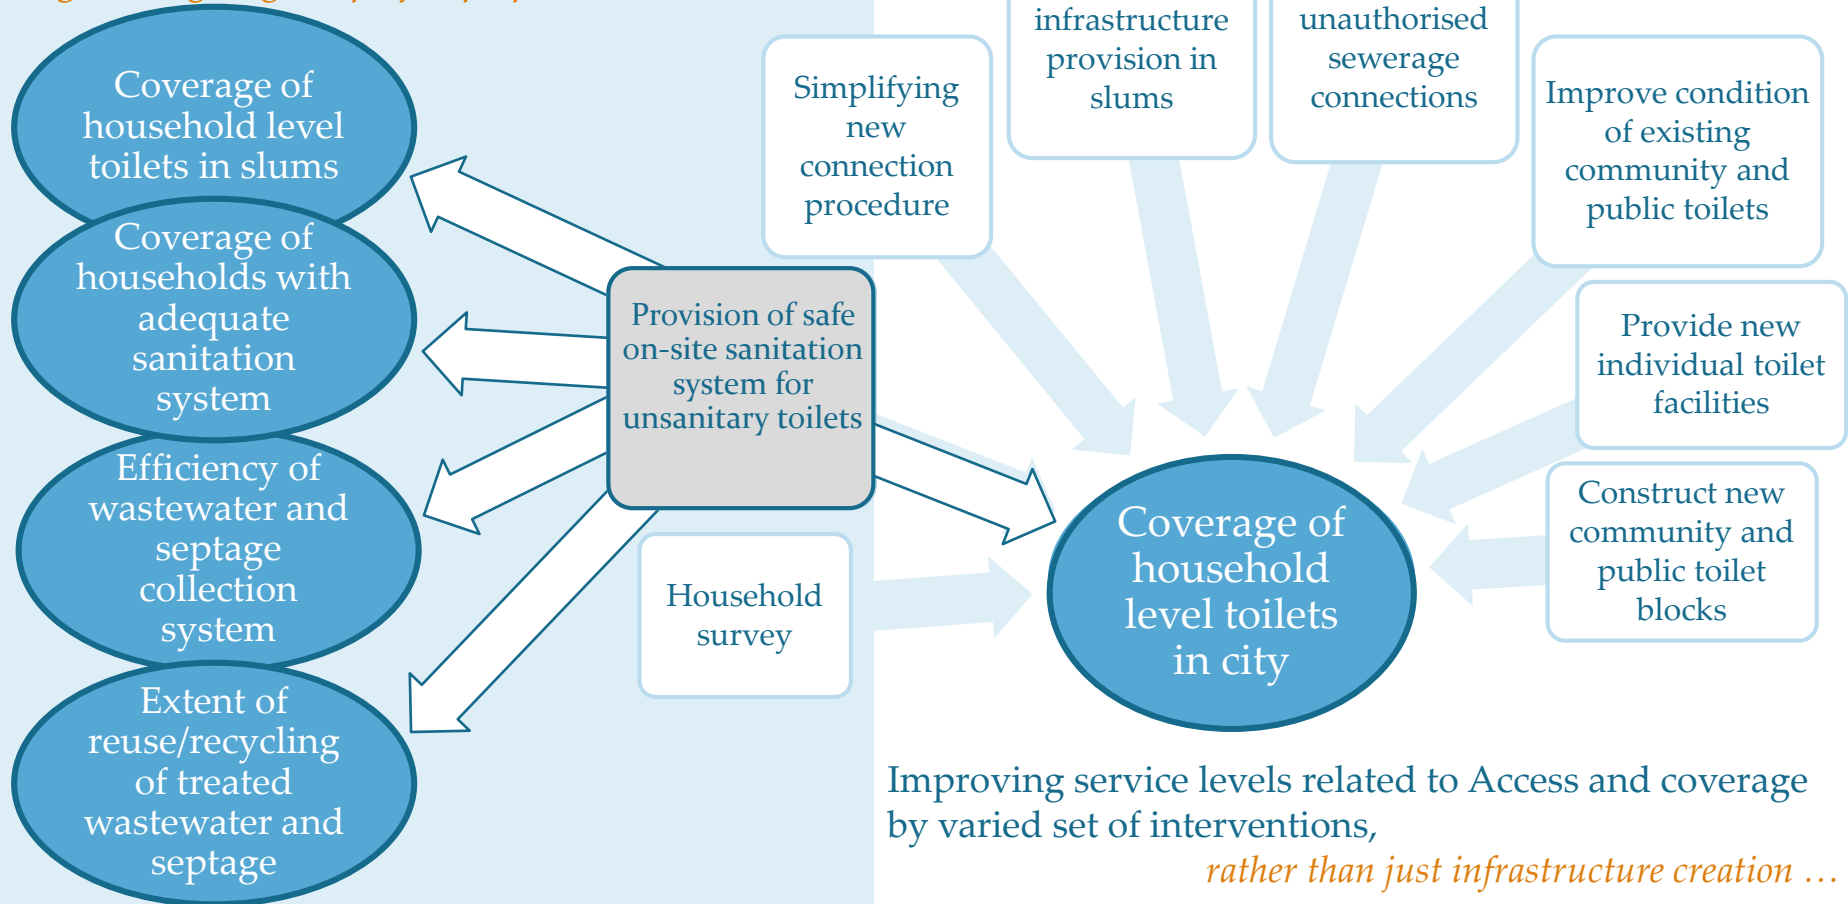 Coverage of
household level
toilets in slums
Coverage of
households with
adequate
sanitation
system
Efficiency of
wastewater and
septage
collection
system
Extent of
reuse/recycling
of treated
wastewater and
septage
Provision of safe
on-site sanitation
system for
unsanitary toilets
Household
survey
Simplifying
new
connection
procedure
infrastructure
provision in
slums
unauthorised
sewerage
connections
Improve condition
of existing
community and
public toilets
Provide new
individual toilet
facilities
Construct new
community and
public toilet
blocks
Coverage of
household
level toilets
in city
Improving service levels related to Access and coverage
by varied set of interventions,
rather than just infrastructure creation …